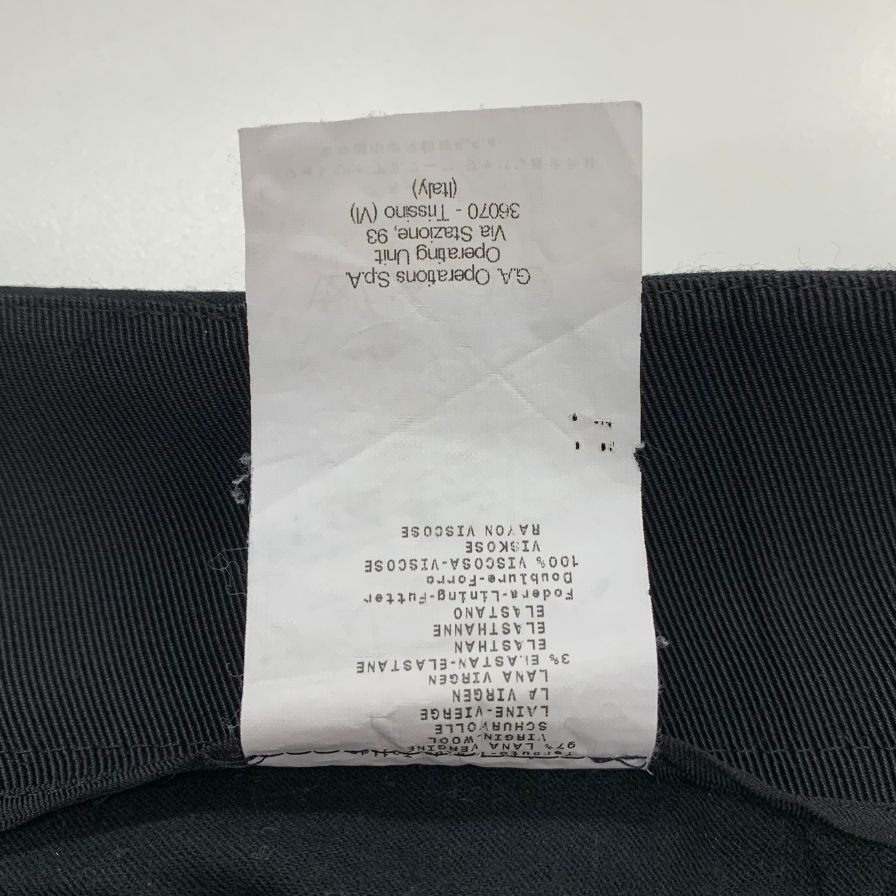 97% LANA VERGINE
VIRGIN-WOOL
SCHURWOLLE
LAINE-VIERGE
LA VIRGEN
LANA VIRGEN
3% ELASTAN-ELASTANE
ELASTHAN
ELASTHANNE
ELASTANO
Fodera-Lining-Futter
Doublure-Forro
100% VISCOSA-VISCOSE
VISKOSE
RAYON VISCOSE
G.A. Operations S.p.A.
Operating Unit
Via Stazione, 93
36070 - Trissino (VI)
(Italy)